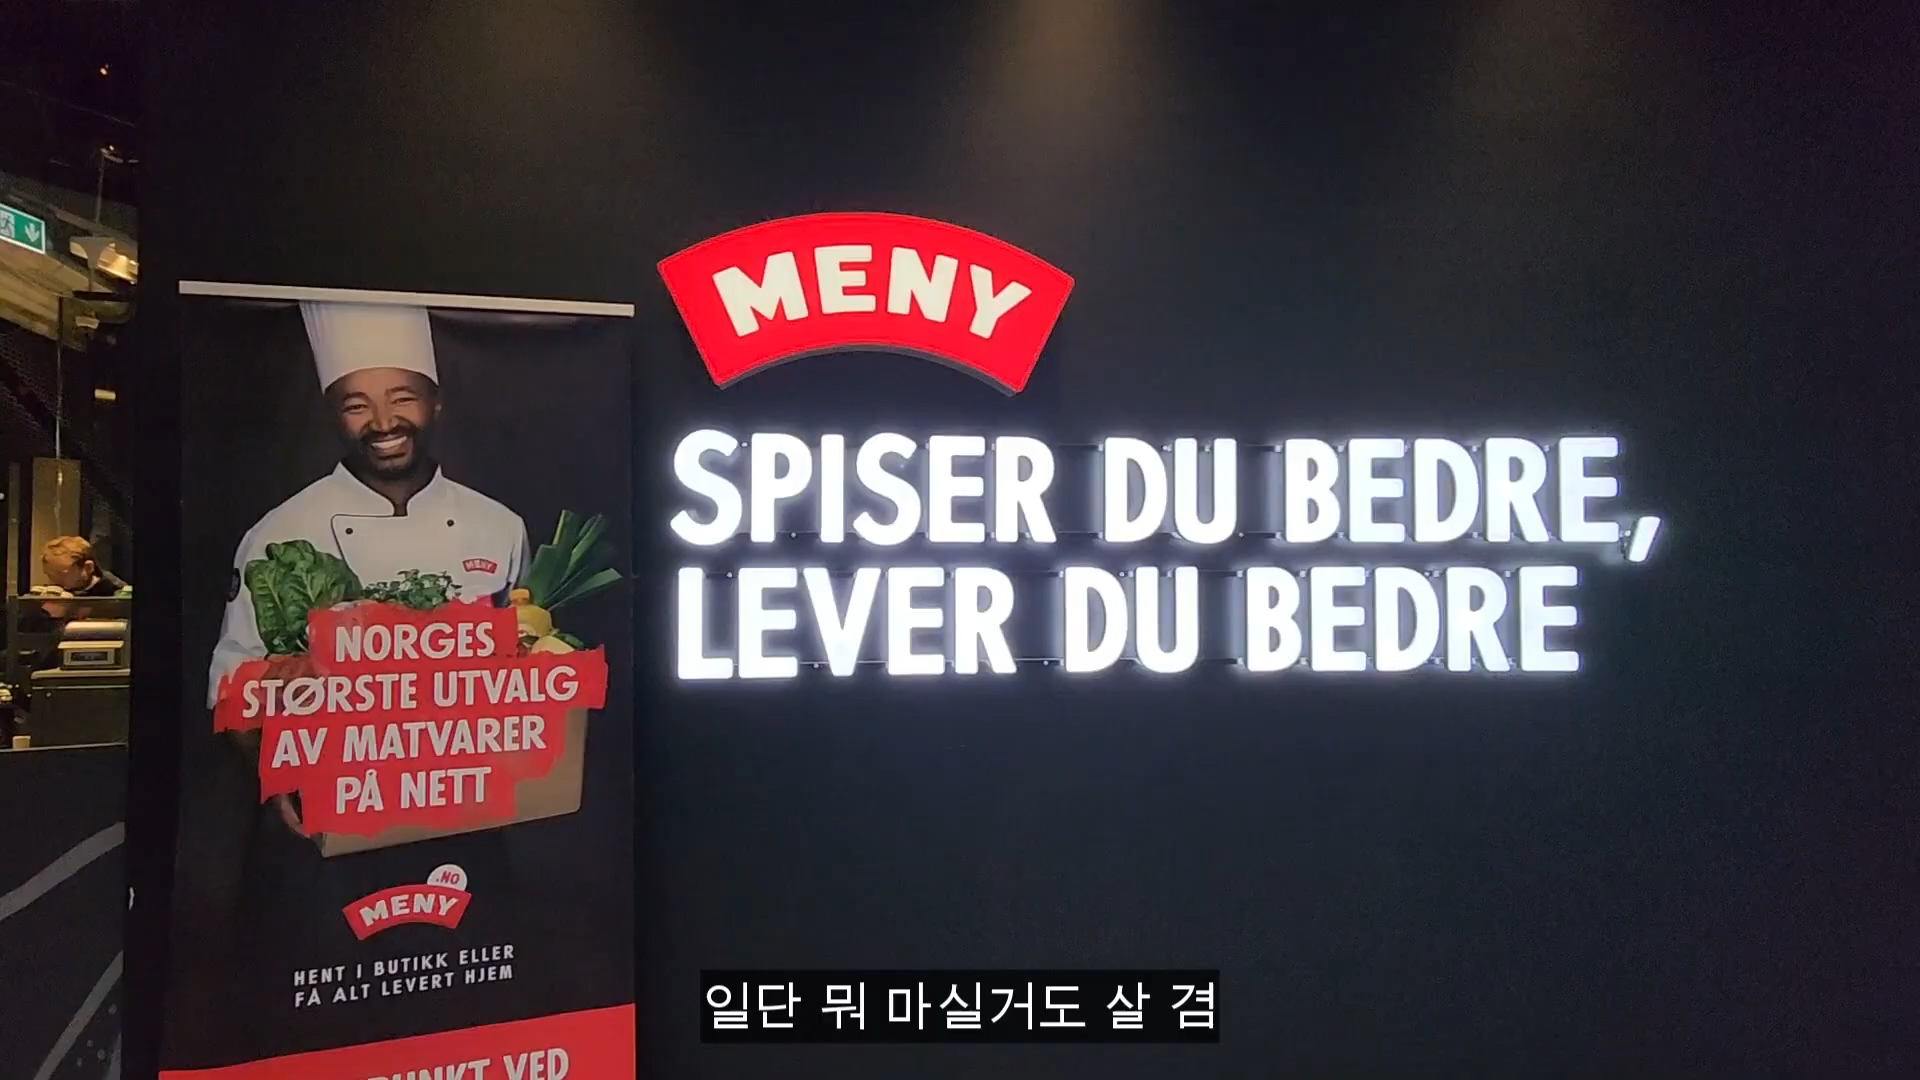 MENY
SPISER DU BEDRE,
LEVER DU BEDRE
MENY
NORGES
STØRSTE UTVALG
AV MATVARER
PÅ NETT
.NO
MENY
HENT I BUTIKK ELLER
FÅ ALT LEVERT HJEM
VED
일단 뭐 마실거도 살 겸